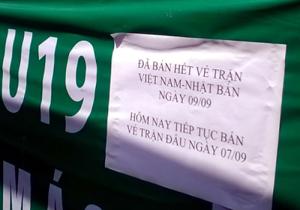 U19
ĐÃ BÁN HẾT VÉ TRẬN
VIỆT NAM-NHẬT BẢN
NGÀY 09/09
HÔM NAY TIẾP TỤC BÁN
VÉ TRẬN ĐẤU NGÀY 07/09